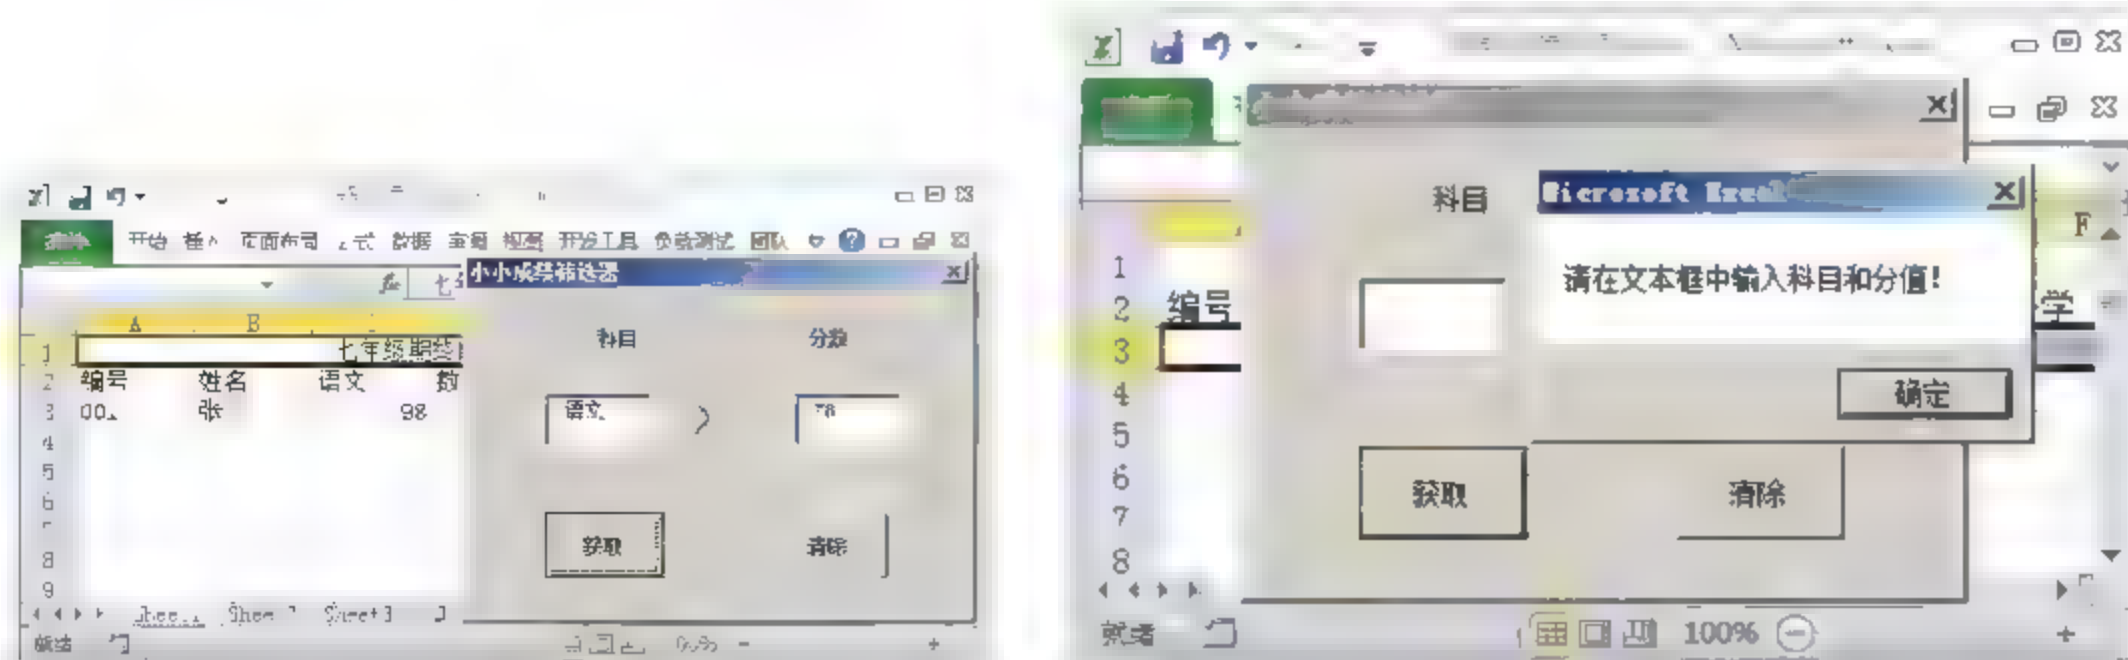 开始 插入 页面布局 公式 数据 审阅 视图 开发工具 负载测试 团队
小小成绩筛选器
A B
科目 分数
1 七年级期终
2 编号 姓名 语文 数
语文 > 78
3 张 98
4
5
6
获取 清除
8
9
Sheet3
就绪
科目
Microsoft Excel
F
请在文本框中输入科目和分值!
1
2 编号 学
3
4 确定
5
6 获取 清除
7
8
就绪 100%